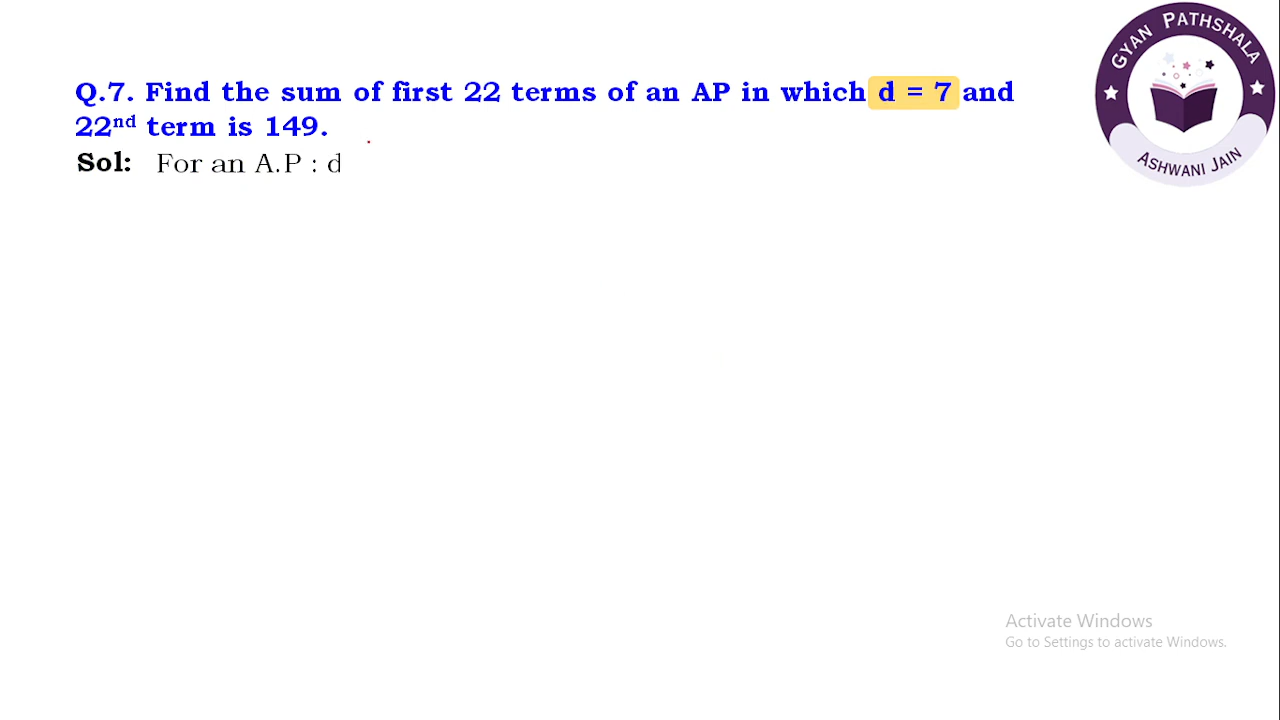 GYAN PATHSHALA
Q.7. Find the sum of first 22 terms of an AP in which d = 7 and
22nd term is 149.
ASHWANI JAIN
Sol: For an A.P : d
Activate Windows
Go to Settings to activate Windows.